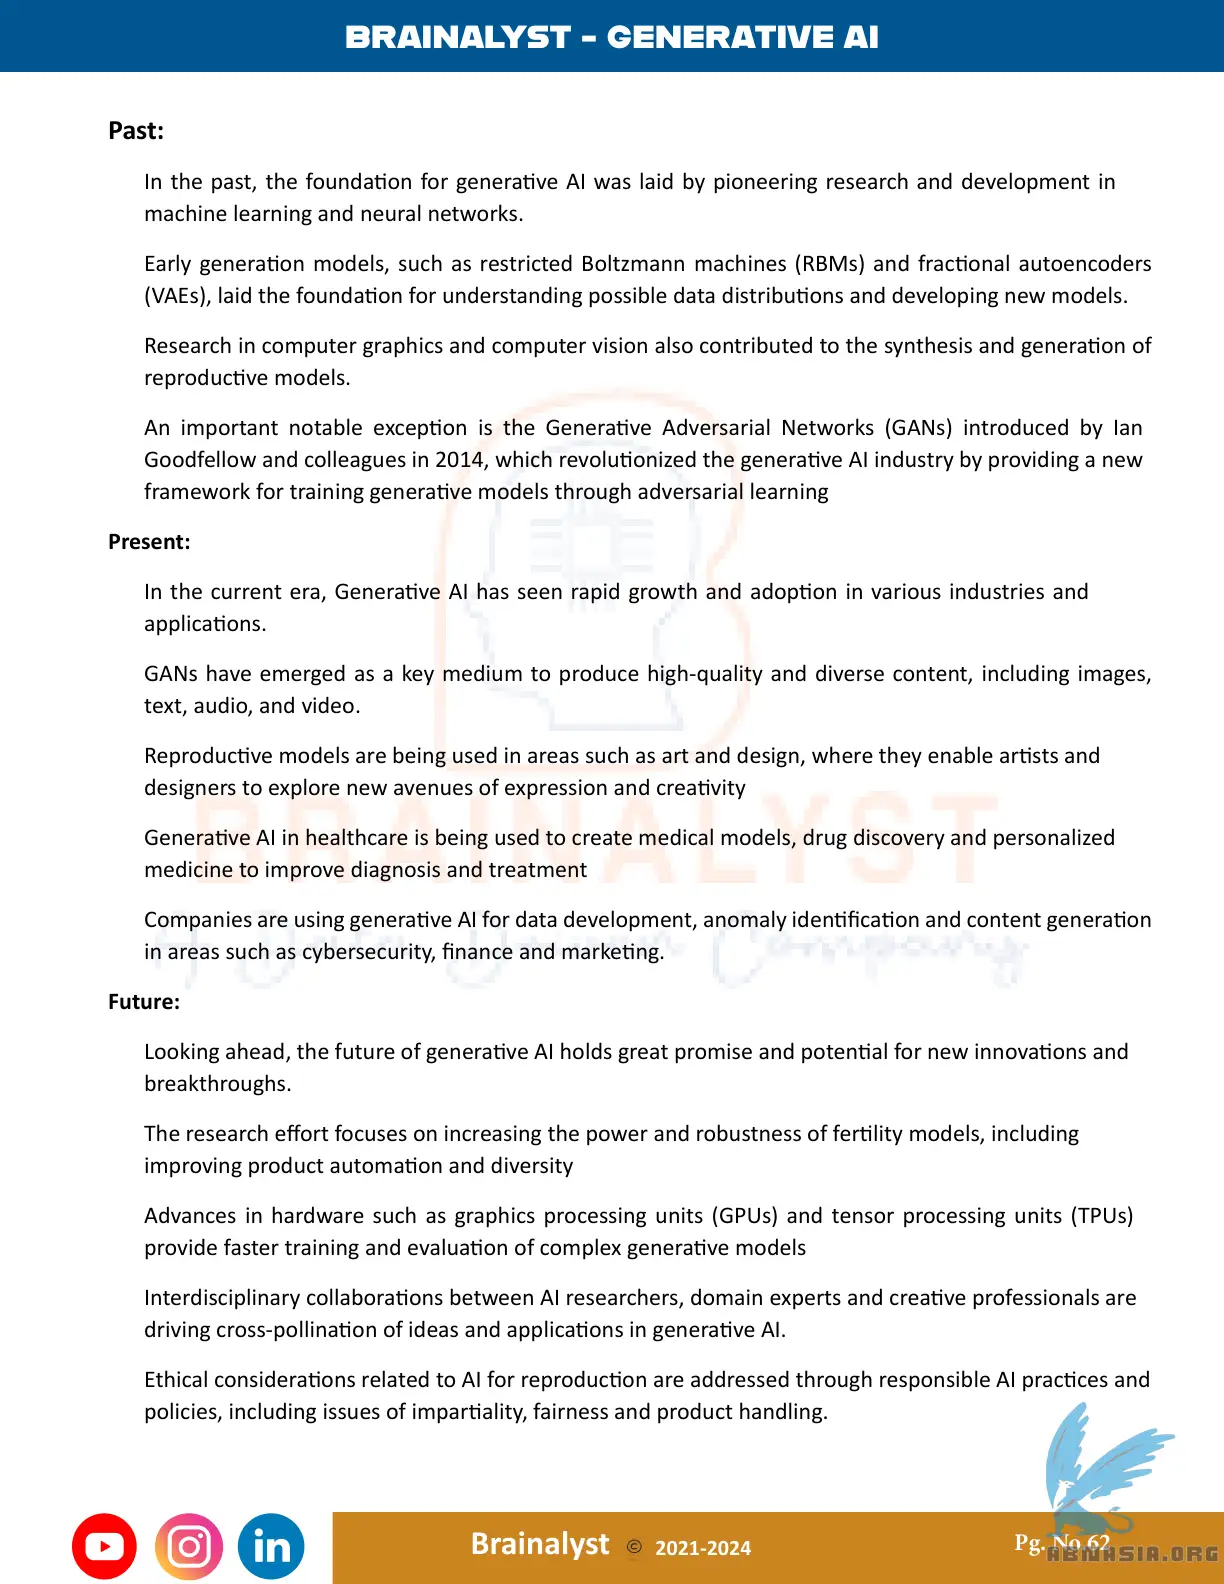 BRAINALYST - GENERATIVE AI
Past:
In the past, the foundation for generative AI was laid by pioneering research and development in
machine learning and neural networks.
Early generation models, such as restricted Boltzmann machines (RBMs) and fractional autoencoders
(VAEs), laid the foundation for understanding possible data distributions and developing new models.
Research in computer graphics and computer vision also contributed to the synthesis and generation of
reproductive models.
An important notable exception is the Generative Adversarial Networks (GANs) introduced by Ian
Goodfellow and colleagues in 2014, which revolutionized the generative AI industry by providing a new
framework for training generative models through adversarial learning
Present:
In the current era, Generative AI has seen rapid growth and adoption in various industries and
applications.
GANs have emerged as a key medium to produce high-quality and diverse content, including images,
text, audio, and video.
Reproductive models are being used in areas such as art and design, where they enable artists and
designers to explore new avenues of expression and creativity
BRAINALYST
Generative AI in healthcare is being used to create medical models, drug discovery and personalized
medicine to improve diagnosis and treatment
Companies are using generative AI for data development, anomaly identification and content generation
A Data Driven Company
in areas such as cybersecurity, finance and marketing.
Future:
Looking ahead, the future of generative AI holds great promise and potential for new innovations and
breakthroughs.
The research effort focuses on increasing the power and robustness of fertility models, including
improving product automation and diversity
Advances in hardware such as graphics processing units (GPUs) and tensor processing units (TPUs)
provide faster training and evaluation of complex generative models
Interdisciplinary collaborations between AI researchers, domain experts and creative professionals are
driving cross-pollination of ideas and applications in generative AI.
Ethical considerations related to AI for reproduction are addressed through responsible AI practices and
policies, including issues of impartiality, fairness and product handling.
Brainalyst © 2021-2024
Pg. No 62
ABNASIA.ORG